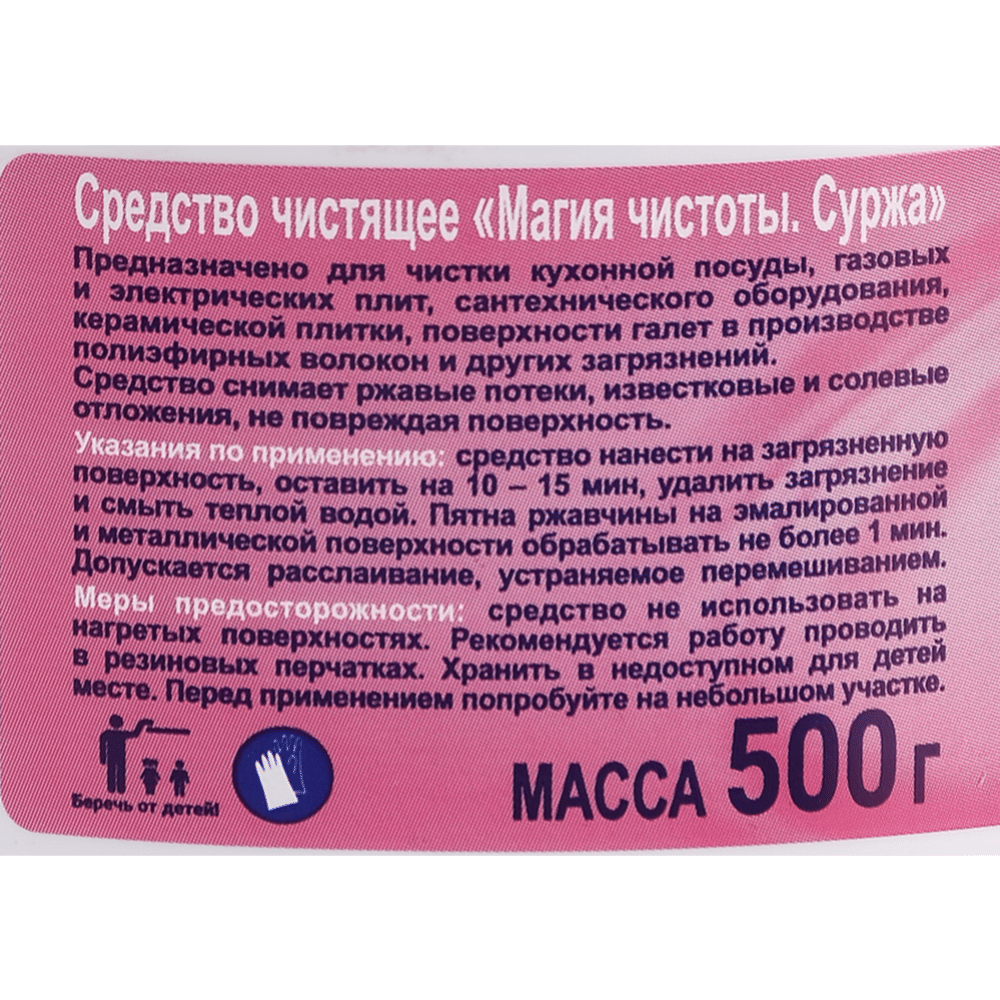 Средство чистящее «Магия чистоты. Суржа»
Предназначено для чистки кухонной посуды, газовых
и электрических плит, сантехнического оборудования,
керамической плитки, поверхности галет в производстве
полиэфирных волокон и других загрязнений.
Средство снимает ржавые потеки, известковые и солевые
отложения, не повреждая поверхность.
Указания по применению: средство нанести на загрязненную
поверхность, оставить на 10 – 15 мин, удалить загрязнение
и смыть теплой водой. Пятна ржавчины на эмалированной
и металлической поверхности обрабатывать не более 1 мин.
Допускается расслаивание, устраняемое перемешиванием.
Меры предосторожности: средство не использовать на
нагретых поверхностях. Рекомендуется работу проводить
в резиновых перчатках. Хранить в недоступном для детей
месте. Перед применением попробуйте на небольшом участке.
Беречь от детей!
МАССА 500 г